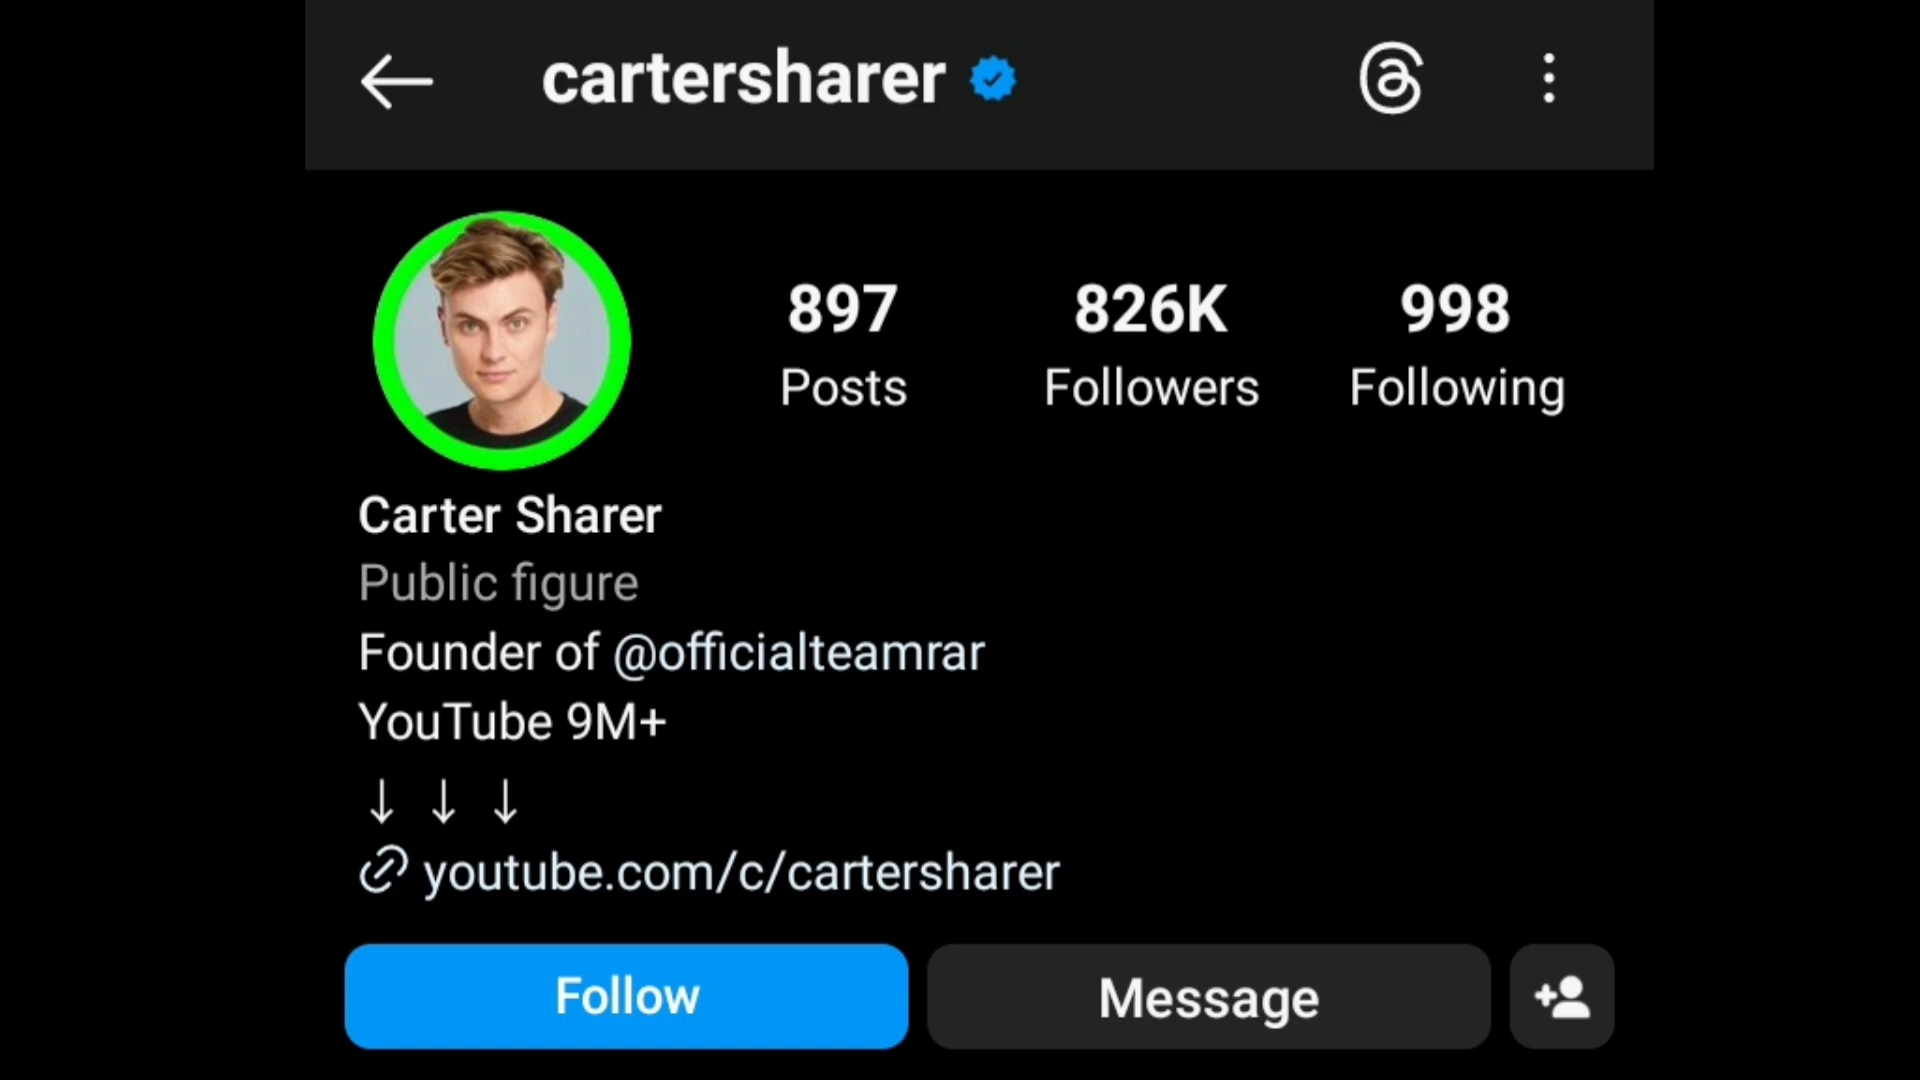 cartersharer
897 826K 998
Posts Followers Following
Carter Sharer
Public figure
Founder of @officialteamrar
YouTube 9M+
↓ ↓ ↓
youtube.com/c/cartersharer
Follow Message